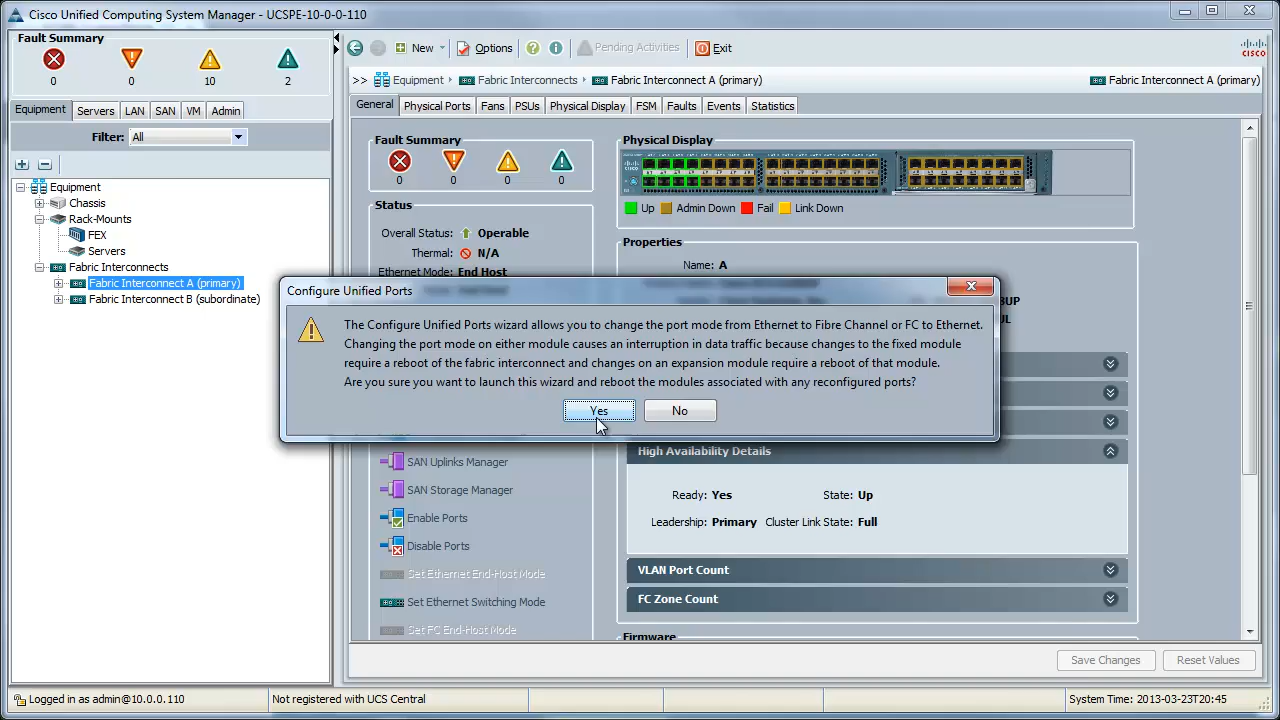 Cisco Unified Computing System Manager - UCSPE-10-0-0-110
Fault Summary
0 0 10 2
New Options Pending Activities Exit
CISCO
>> Equipment Fabric Interconnects Fabric Interconnect A (primary) Fabric Interconnect A (primary)
Equipment Servers LAN SAN VM Admin
General Physical Ports Fans PSUs Physical Display FSM Faults Events Statistics
Filter: All
Equipment
Chassis
Rack-Mounts
FEX
Servers
Fabric Interconnects
Fabric Interconnect A (primary)
Fabric Interconnect B (subordinate)
Fault Summary
0 0 0 0
Status
Overall Status: Operable
Thermal: N/A
Ethernet Mode: End Host
Physical Display
Up Admin Down Fail Link Down
Properties
Name: A
Configure Unified Ports
The Configure Unified Ports wizard allows you to change the port mode from Ethernet to Fibre Channel or FC to Ethernet.
Changing the port mode on either module causes an interruption in data traffic because changes to the fixed module
require a reboot of the fabric interconnect and changes on an expansion module require a reboot of that module.
Are you sure you want to launch this wizard and reboot the modules associated with any reconfigured ports?
Yes No
SAN Uplinks Manager
SAN Storage Manager
Enable Ports
Disable Ports
Set Ethernet End-Host Mode
Set Ethernet Switching Mode
Set FC End-Host Mode
High Availability Details
Ready: Yes State: Up
Leadership: Primary Cluster Link State: Full
VLAN Port Count
FC Zone Count
Firmware
Save Changes Reset Values
Logged in as admin@10.0.0.110 Not registered with UCS Central System Time: 2013-03-23T20:45